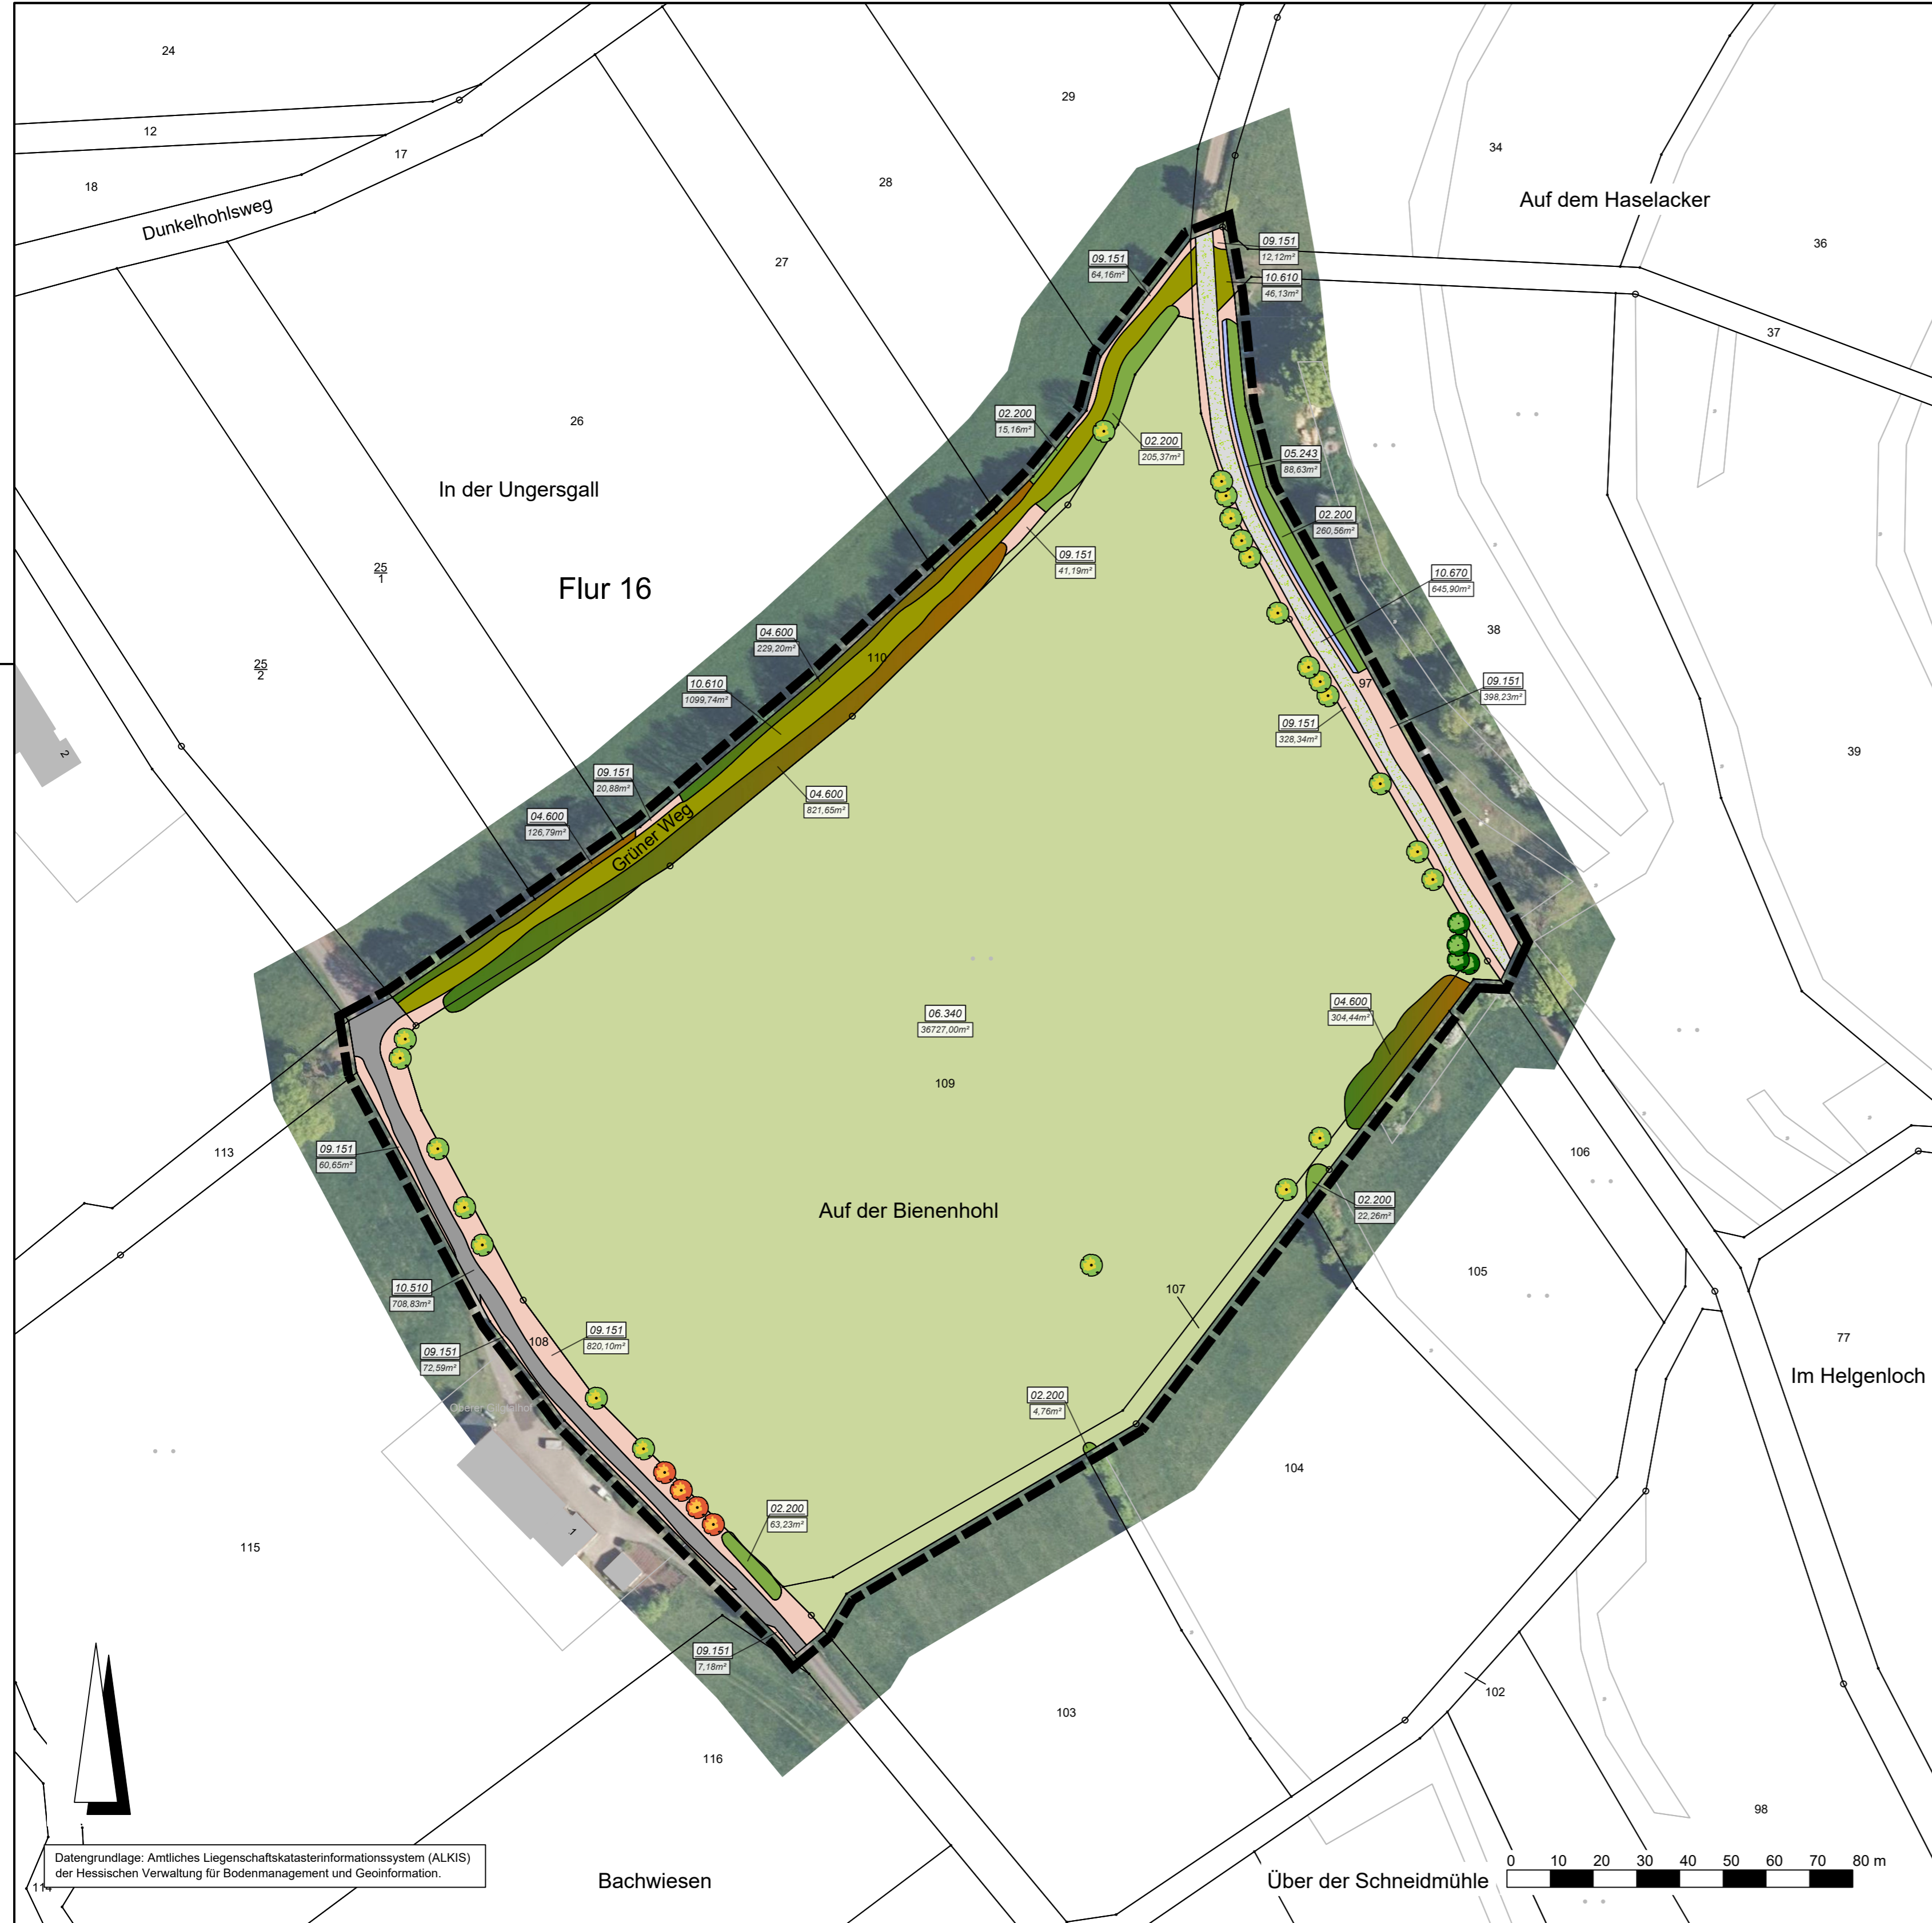 24
29
12
17
34
28
18
Auf dem Haselacker
Dunkelhohlsweg
36
09.151
12,12m²
09.151
64,16m²
27
10.610
46,13m²
37
02.200
15,16m²
26
02.200
205,37m²
05.243
88,63m²
In der Ungersgall
02.200
260,56m²
09.151
41,19m²
25
1
Flur 16
10.670
645,90m²
04.600
229,20m²
38
110
25
2
10.610
1099,74m²
97
09.151
398,23m²
09.151
328,34m²
2
39
09.151
20,88m²
04.600
821,65m²
04.600
126,79m²
Grüner Weg
06.340
36727,00m²
04.600
304,44m²
109
113
09.151
60,65m²
106
02.200
22,26m²
Auf der Bienenhohl
105
10.510
708,83m²
107
108
09.151
820,10m²
09.151
72,59m²
77
Im Helgenloch
02.200
4,76m²
104
02.200
63,23m²
1
115
09.151
7,18m²
102
103
116
98
Datengrundlage: Amtliches Liegenschaftskatasterinformationssystem (ALKIS)
der Hessischen Verwaltung für Bodenmanagement und Geoinformation.
0 10 20 30 40 50 60 70 80 m
Bachwiesen
Über der Schneidmühle
114